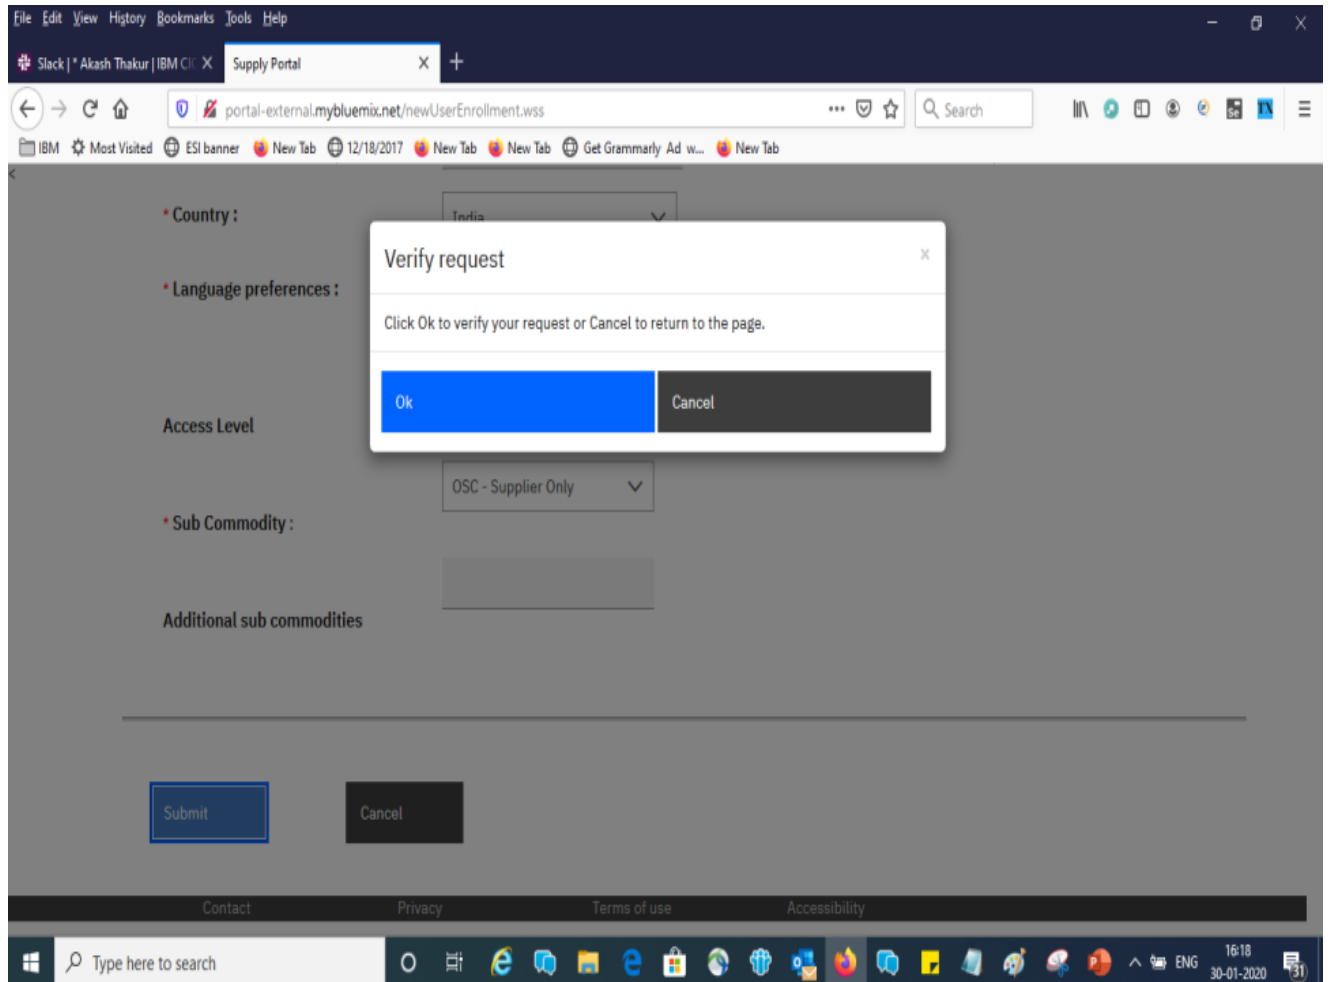 File Edit View History Bookmarks Tools Help
Slack | * Akash Thakur | IBM CI
Supply Portal
portal-external.mybluemix.net/newUserEnrollment.wss
Search
IBM Most Visited ESI banner New Tab 12/18/2017 New Tab New Tab Get Grammarly Ad w... New Tab
* Country :
India
Verify request
x
* Language preferences :
Click Ok to verify your request or Cancel to return to the page.
Ok
Cancel
Access Level
OSC - Supplier Only
* Sub Commodity :
Additional sub commodities
Submit
Cancel
Contact Privacy Terms of use Accessibility
Type here to search
ENG
16:18
30-01-2020
31